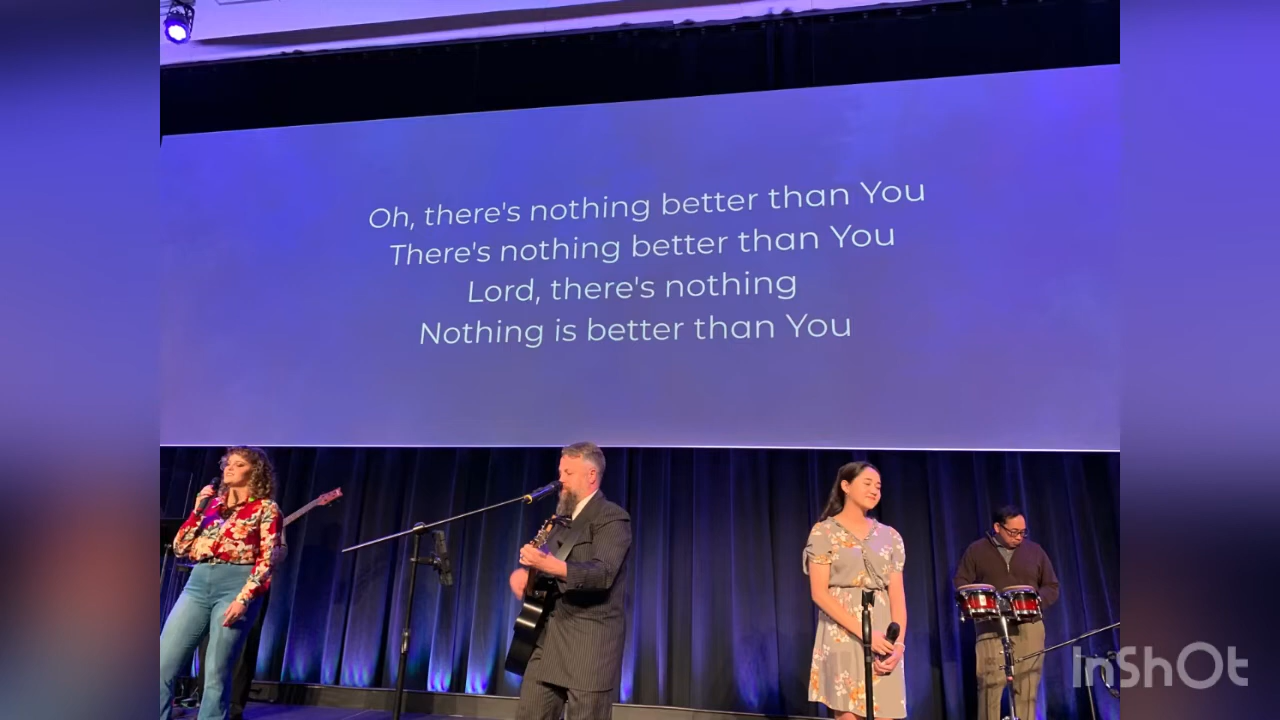 Oh, there's nothing better than You
There's nothing better than You
Lord, there's nothing
Nothing is better than You
InShOt